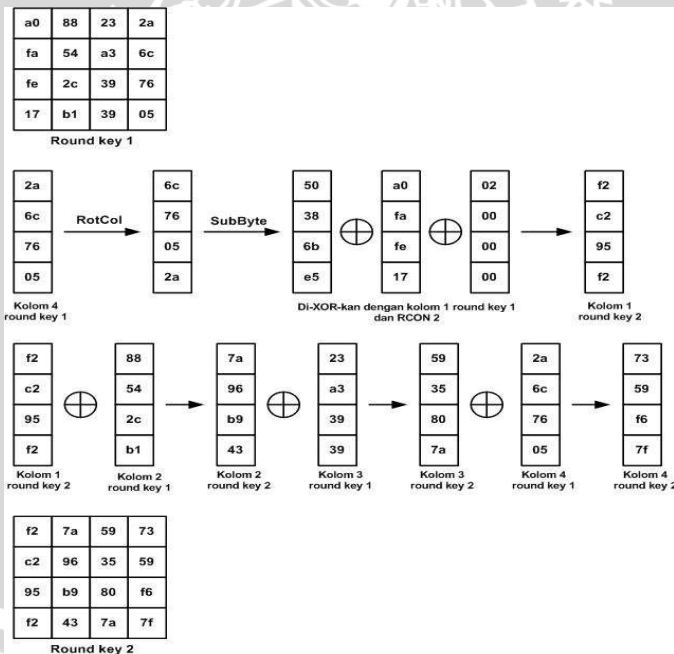 a0 88 23 2a
fa 54 a3 6c
fe 2c 39 76
17 b1 39 05
Round key 1
2a 6c 50 a0 02 f2
6c RotCol 76 SubByte 38 fa 00 c2
76 05 6b fe 00 95
05 2a e5 17 00 f2
Kolom 4 Di-XOR-kan dengan kolom 1 round key 1 Kolom 1
round key 1 dan RCON 2 round key 2
f2 88 7a 23 59 2a 73
c2 54 96 a3 35 6c 59
95 2c b9 39 80 76 f6
f2 b1 43 39 7a 05 7f
Kolom 1 Kolom 2 Kolom 2 Kolom 3 Kolom 3 Kolom 4 Kolom 4
round key 2 round key 1 round key 2 round key 1 round key 2 round key 1 round key 2
f2 7a 59 73
c2 96 35 59
95 b9 80 f6
f2 43 7a 7f
Round key 2